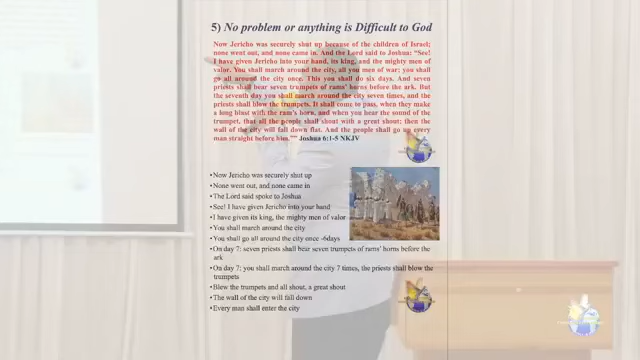 5) No problem or anything is Difficult to God
Now Jericho was securely shut up because of the children of Israel;
none went out, and none came in. And the Lord said to Joshua: “See!
I have given Jericho into your hand, its king, and the mighty men of
valor. You shall march around the city, all you men of war; you shall
go all around the city once. This you shall do six days. And seven
priests shall bear seven trumpets of rams’ horns before the ark. But
the seventh day you shall march around the city seven times, and the
priests shall blow the trumpets. It shall come to pass, when they make
a long blast with the ram’s horn, and when you hear the sound of the
trumpet, that all the people shall shout with a great shout; then the
wall of the city will fall down flat. And the people shall go up every
man straight before him.”” Joshua 6:1-5 NKJV
•Now Jericho was securely shut up
•None went out, and none came in
•The Lord said spoke to Joshua
•See! I have given Jericho into your hand
•I have given its king, the mighty men of valor
•You shall march around the city
•You shall go all around the city once -6days
•On day 7: seven priests shall bear seven trumpets of rams’ horns before the
ark
•On day 7: you shall march around the city 7 times, the priests shall blow the
trumpets
•Blew the trumpets and all shout, a great shout
•The wall of the city will fall down
•Every man shall enter the city